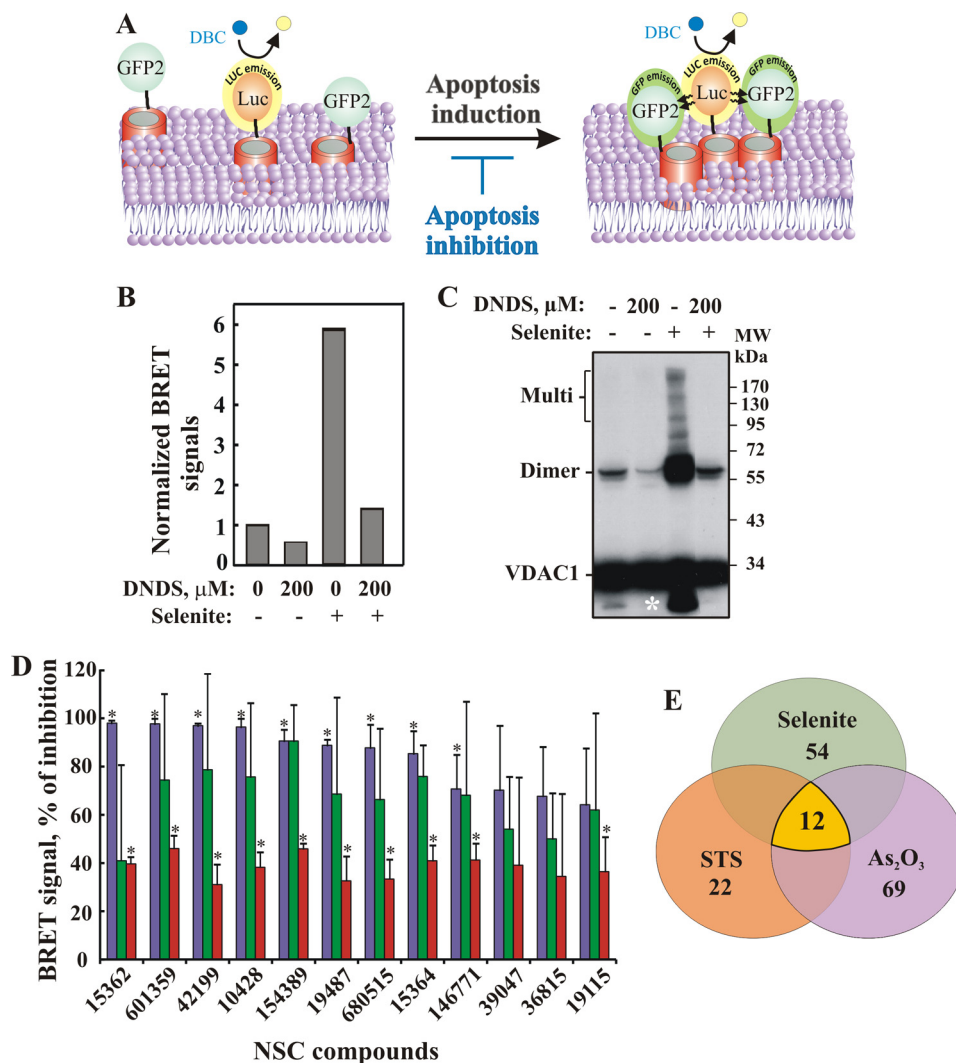 A
DBC
GFP2
LUC emission
Luc
GFP2
Apoptosis
induction
Apoptosis
inhibition
DBC
GFP emission
GFP2
LUC emission
Luc
GFP emission
GFP2
B
Normalized BRET
signals
6
5
4
3
2
1
0
DNDS, μM: 0 200 0 200
Selenite: - - + +
C
DNDS, μM: - 200 - 200
Selenite: - - + + MW
kDa
Multi
170
130
95
72
Dimer
55
43
34
VDAC1
*
D
BRET signal, % of inhibition
120
100
80
60
40
20
0
* * * * * * * * *
* * * * * * * * * *
15362
601359
42199
10428
154389
19487
680515
15364
146771
39047
36815
19115
NSC compounds
E
Selenite
54
12
STS
22
As₂O₃
69